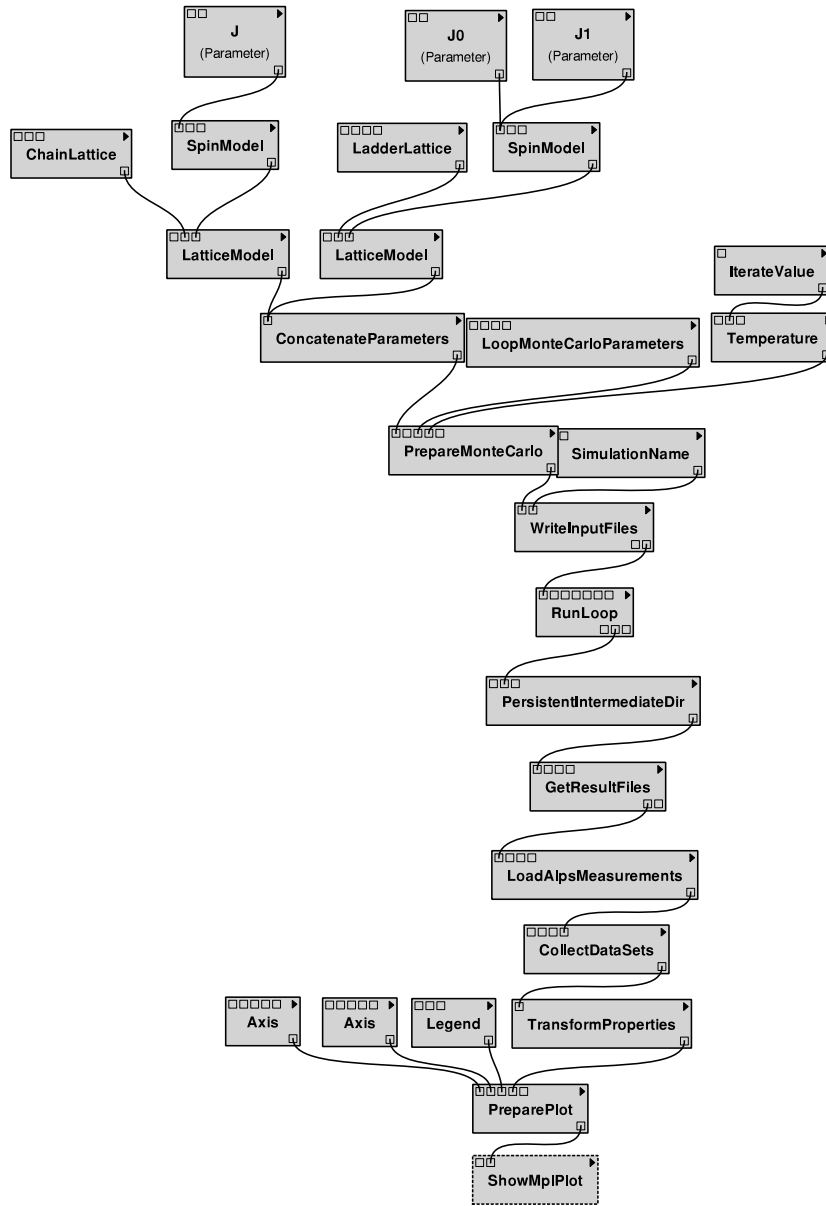 J
(Parameter)
J0
(Parameter)
J1
(Parameter)
ChainLattice
SpinModel
LadderLattice
SpinModel
LatticeModel
LatticeModel
IterateValue
ConcatenateParameters
LoopMonteCarloParameters
Temperature
PrepareMonteCarlo
SimulationName
WriteInputFiles
RunLoop
PersistentIntermediateDir
GetResultFiles
LoadAlpsMeasurements
CollectDataSets
Axis
Axis
Legend
TransformProperties
PreparePlot
ShowMplPlot